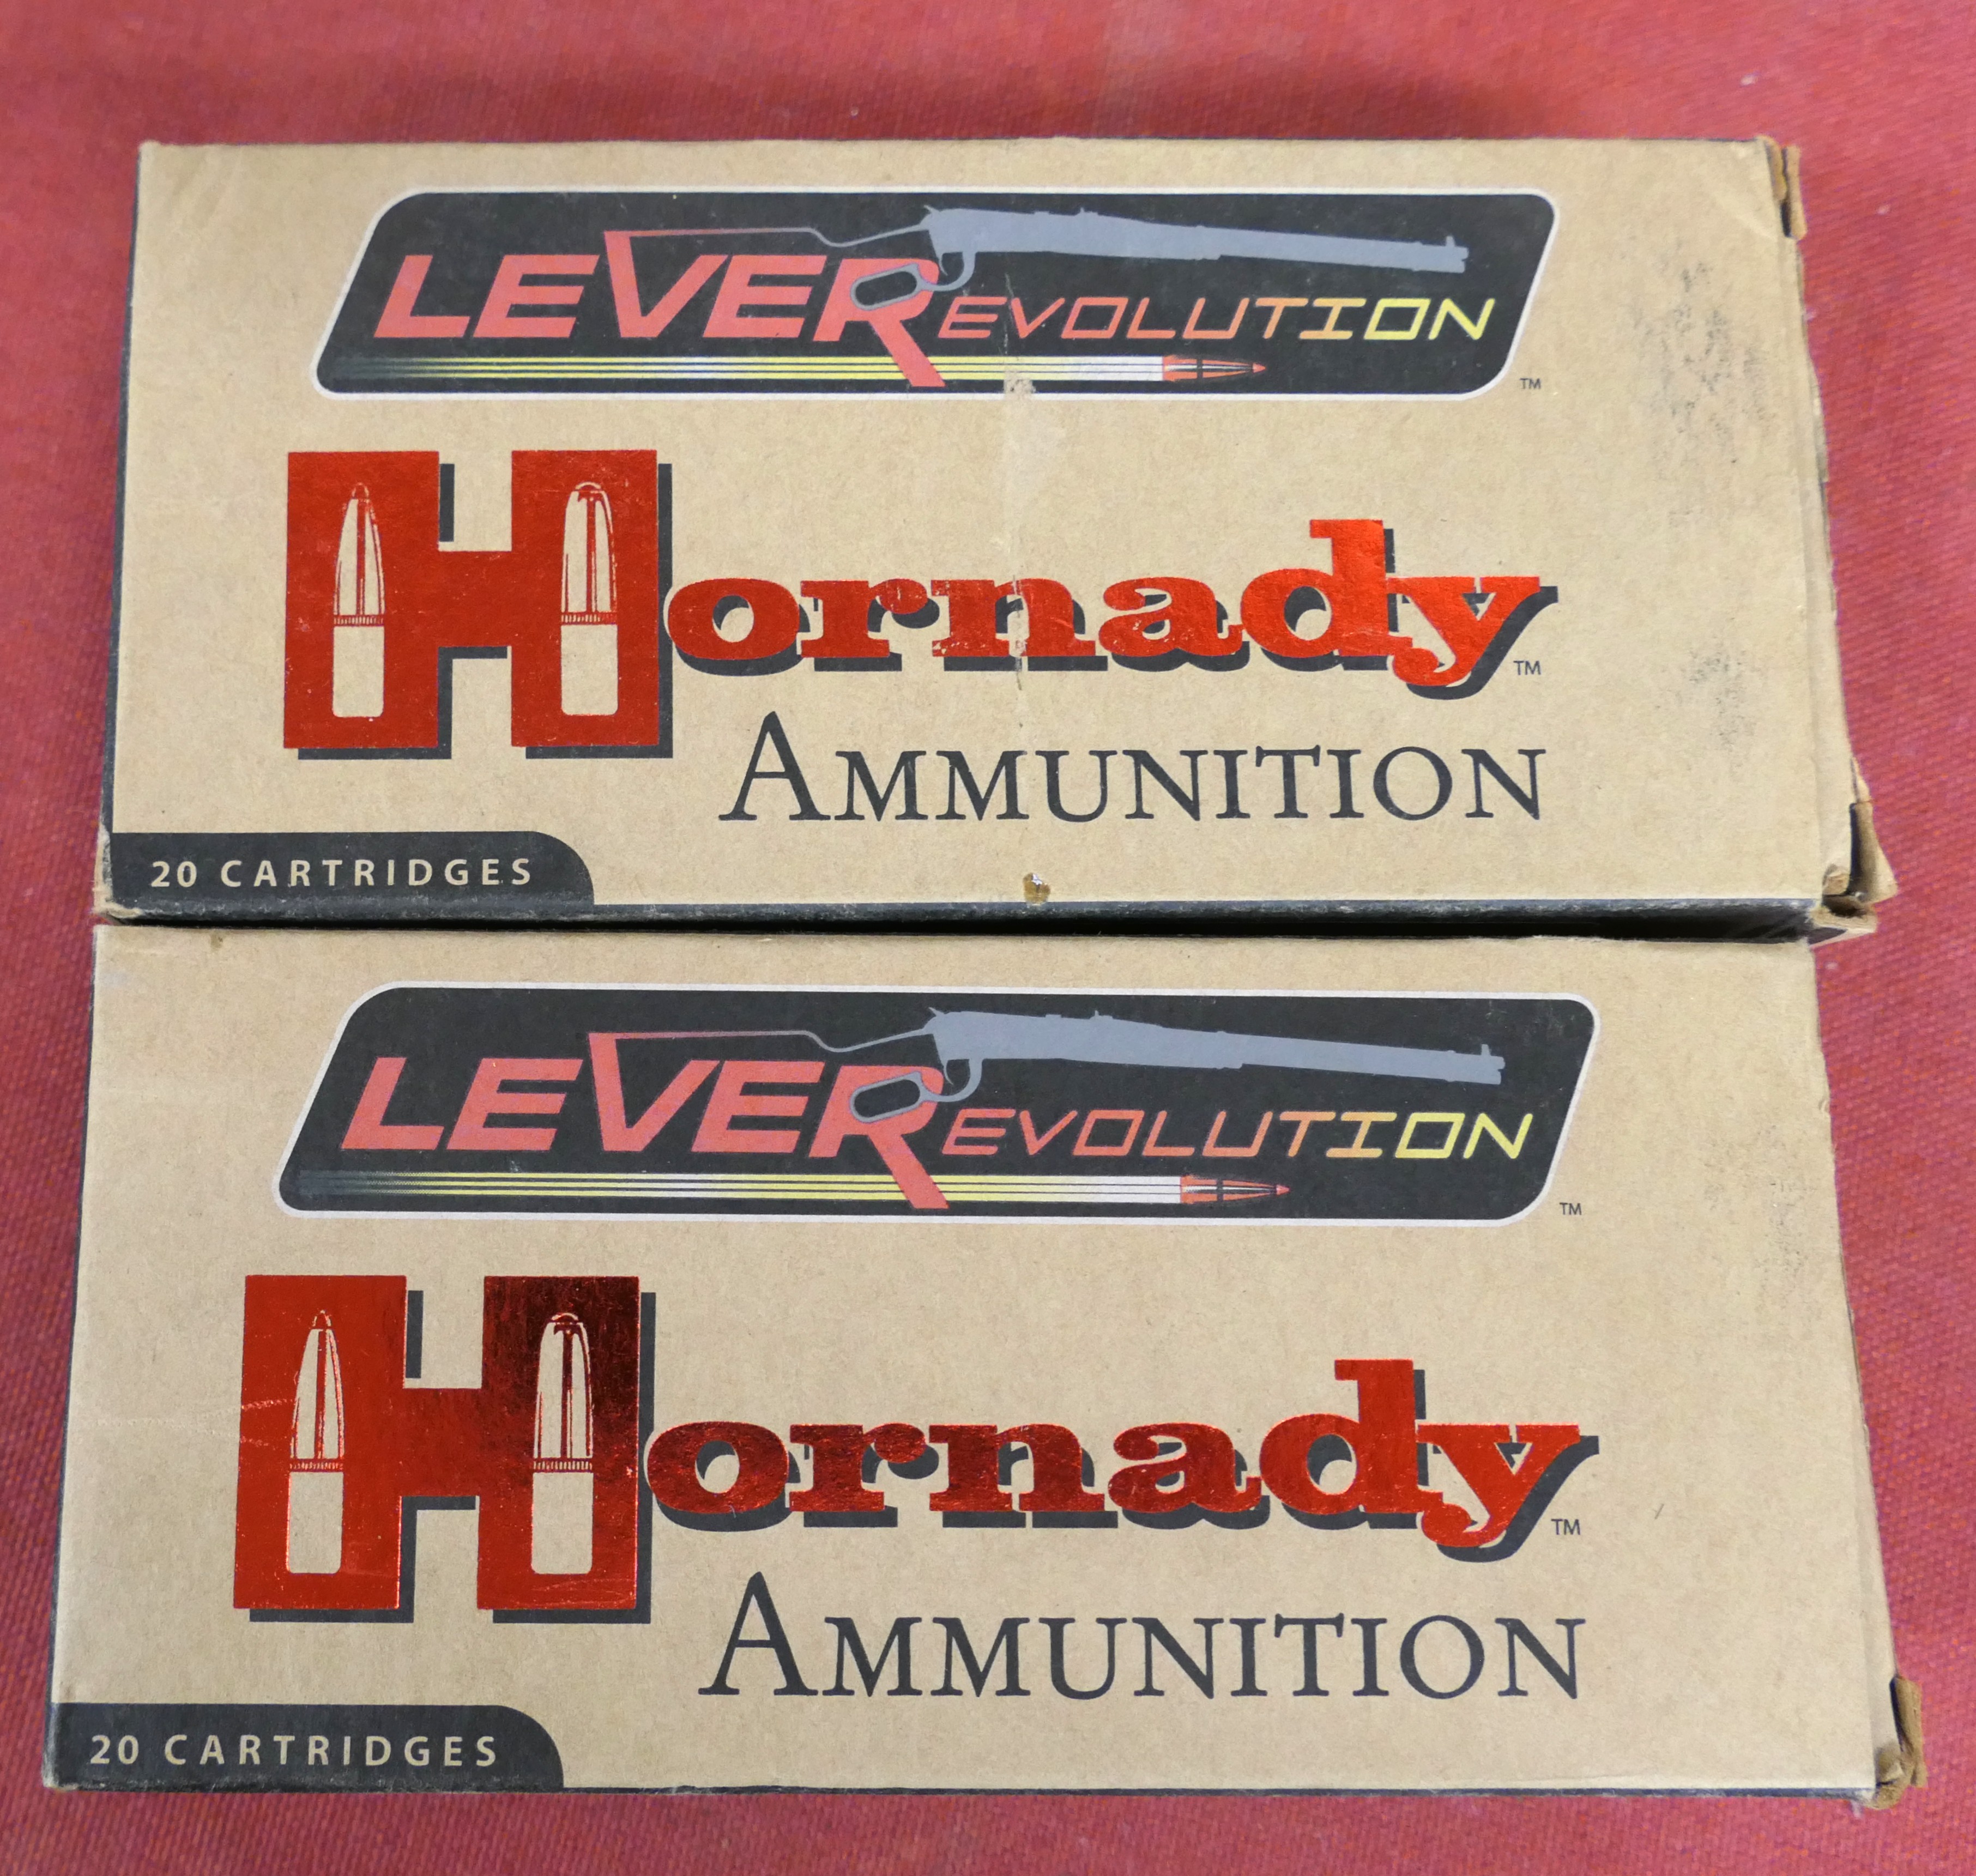 LEVEREVOLUTION
TM
Hornady
TM
AMMUNITION
20 CARTRIDGES
LEVEREVOLUTION
TM
Hornady
TM
AMMUNITION
20 CARTRIDGES